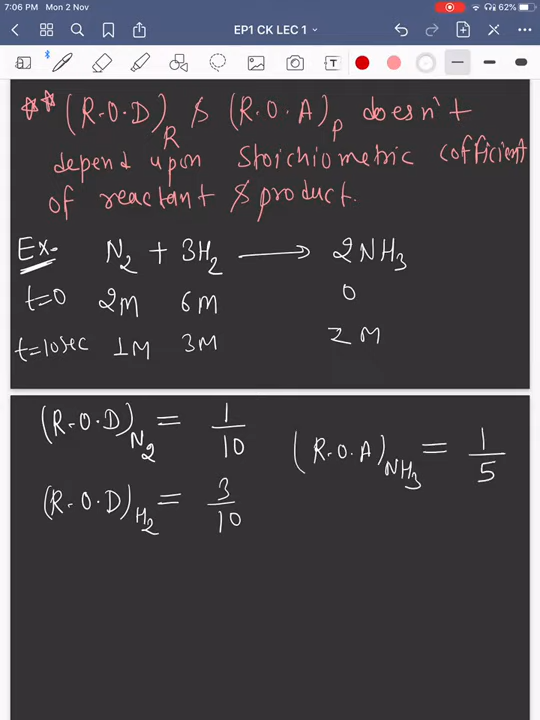 7:06 PM Mon 2 Nov 62%
EP1 CK LEC 1
T
** (R.O.D)R & (R.O.A)P doesn't
depend upon Stoichiometric cofficient
of reactant & product.
Ex- N2 + 3H2 → 2NH3
t=0 2M 6M 0
t=10sec 1M 3M 2 M
(R.O.D)N2 = 1/10
(R.O.A)NH3 = 1/5
(R.O.D)H2 = 3/10